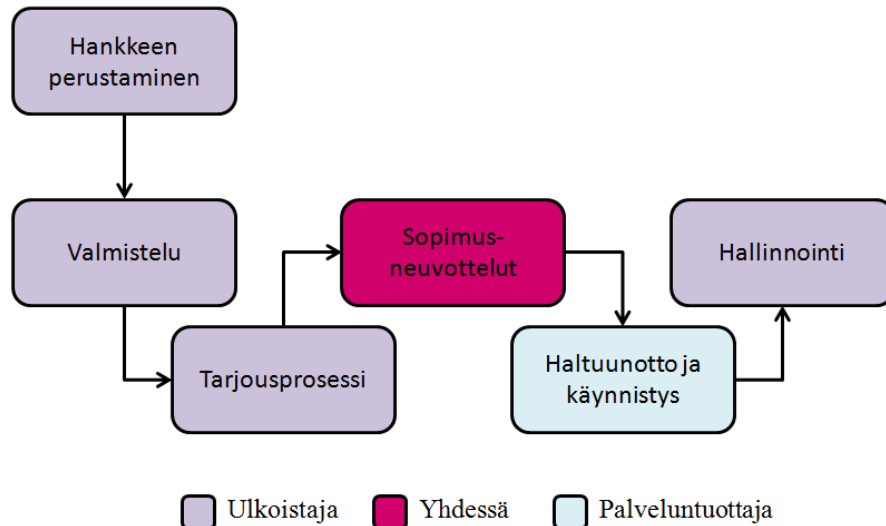 Hankkeen
perustaminen
Valmistelu
Tarjousprosessi
Sopimus-
neuvottelut
Haltuunotto ja
käynnistys
Hallinnointi
Ulkoistaja
Yhdessä
Palveluntuottaja